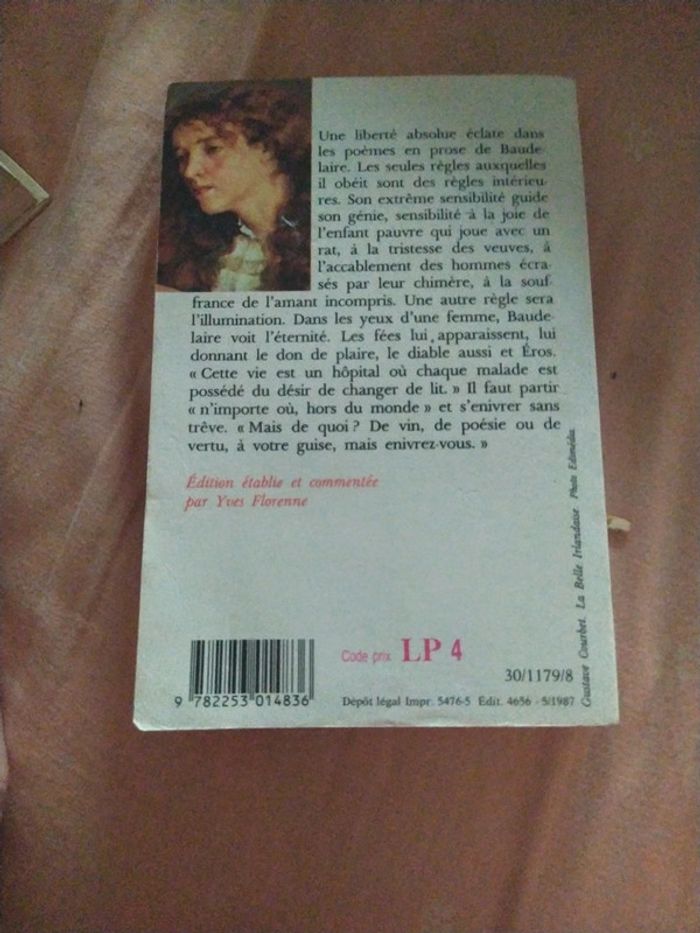 Une liberté absolue éclate dans
les poèmes en prose de Baude-
laire. Les seules règles auxquelles
il obéit sont des règles intérieu-
res. Son extrême sensibilité guide
son génie, sensibilité à la joie de
l'enfant pauvre qui joue avec un
rat, à la tristesse des veuves, à
l'accablement des hommes écra-
sés par leur chimère, à la souf-
france de l'amant incompris. Une autre règle sera
l'illumination. Dans les yeux d'une femme, Baude-
laire voit l'éternité. Les fées lui apparaissent, lui
donnant le don de plaire, le diable aussi et Éros.
« Cette vie est un hôpital où chaque malade est
possédé du désir de changer de lit. » Il faut partir
« n'importe où, hors du monde » et s'enivrer sans
trêve. « Mais de quoi ? De vin, de poésie ou de
vertu, à votre guise, mais enivrez-vous. »
Édition établie et commentée
par Yves Florenne
Gustave Courbet. La Belle Irlandaise. Photo Edimédia.
Code prix LP 4
30/1179/8
9 782253 014836
Dépôt légal Impr. 5476-5 Édit. 4656 - 5/1987